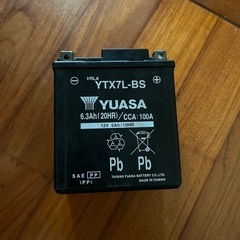 VRLA
YTX7L-BS
YUASA
6.3Ah(20HR)/CCA:100A
12V 6Ah/10HR
Pb Pb
SAE PP
>PP<
TAIWAN YUASA BATTERY CO.,LTD.
MADE IN TAIWAN